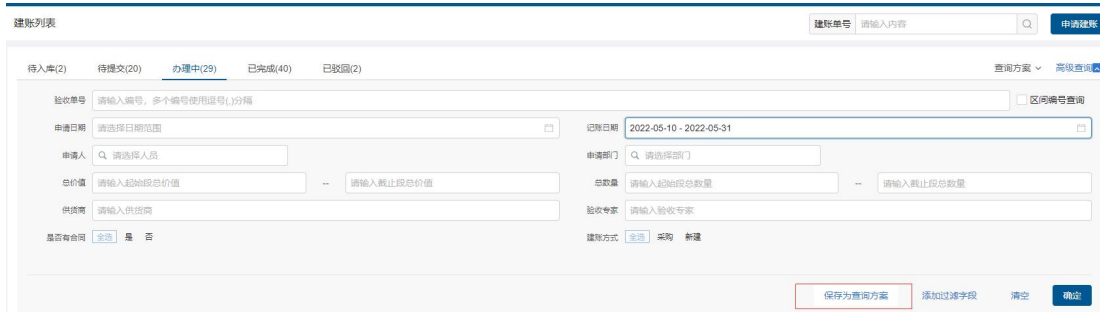 建账列表 建账单号 请输入内容 申请建账
待入库(2) 待提交(20) 办理中(29) 已完成(40) 已驳回(2) 查询方案 高级查询
验收单号 请输入编号，多个编号使用逗号(,)分隔 区间编号查询
申请日期 请选择日期范围 记账日期 2022-05-10 - 2022-05-31
申请人 请选择人员 申请部门 请选择部门
总价值 请输入起始段总价值 -- 请输入截止段总价值 总数量 请输入起始段总数量 -- 请输入截止段总数量
供货商 请输入供货商 验收专家 请输入验收专家
是否有合同 全选 是 否 建账方式 全选 采购 新建
保存为查询方案 添加过滤字段 清空 确定